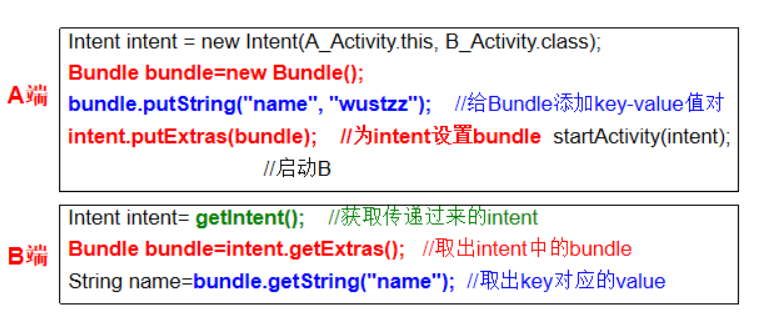 A端
Intent intent = new Intent(A_Activity.this, B_Activity.class);
Bundle bundle=new Bundle();
bundle.putString("name", "wustzz");   //给Bundle添加key-value值对
intent.putExtras(bundle);   //为intent设置bundle  startActivity(intent);
//启动B
B端
Intent intent= getIntent();    //获取传递过来的intent
Bundle bundle=intent.getExtras();   //取出intent中的bundle
String name=bundle.getString("name");  //取出key对应的value